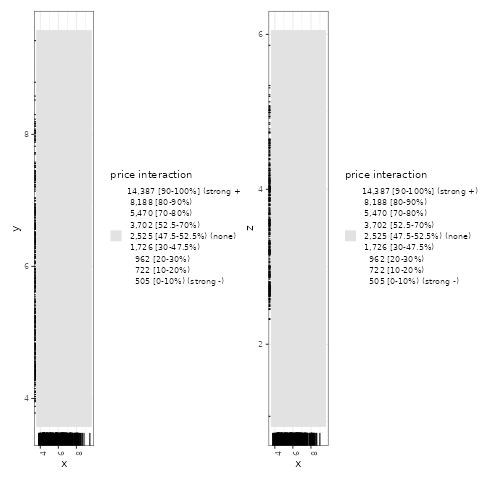 8
6
4
y
4
6
8
x
price interaction
14,387 [90-100%] (strong +
8,188 [80-90%)
5,470 [70-80%)
3,702 [52.5-70%)
2,525 [47.5-52.5%) (none)
1,726 [30-47.5%)
962 [20-30%)
722 [10-20%)
505 [0-10%) (strong -)
6
4
2
z
4
6
8
x
price interaction
14,387 [90-100%] (strong +)
8,188 [80-90%)
5,470 [70-80%)
3,702 [52.5-70%)
2,525 [47.5-52.5%) (none)
1,726 [30-47.5%)
962 [20-30%)
722 [10-20%)
505 [0-10%) (strong -)